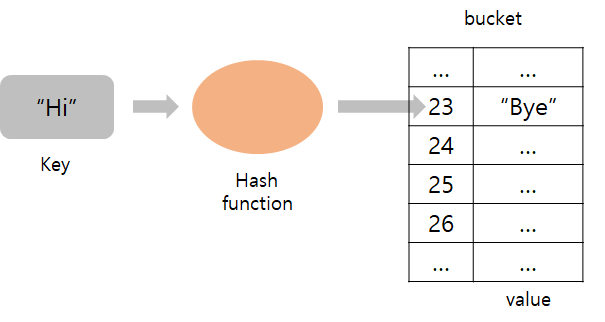 bucket
... ...
“Hi” 23 “Bye”
24 ...
Key
Hash
function
25 ...
26 ...
... ...
value